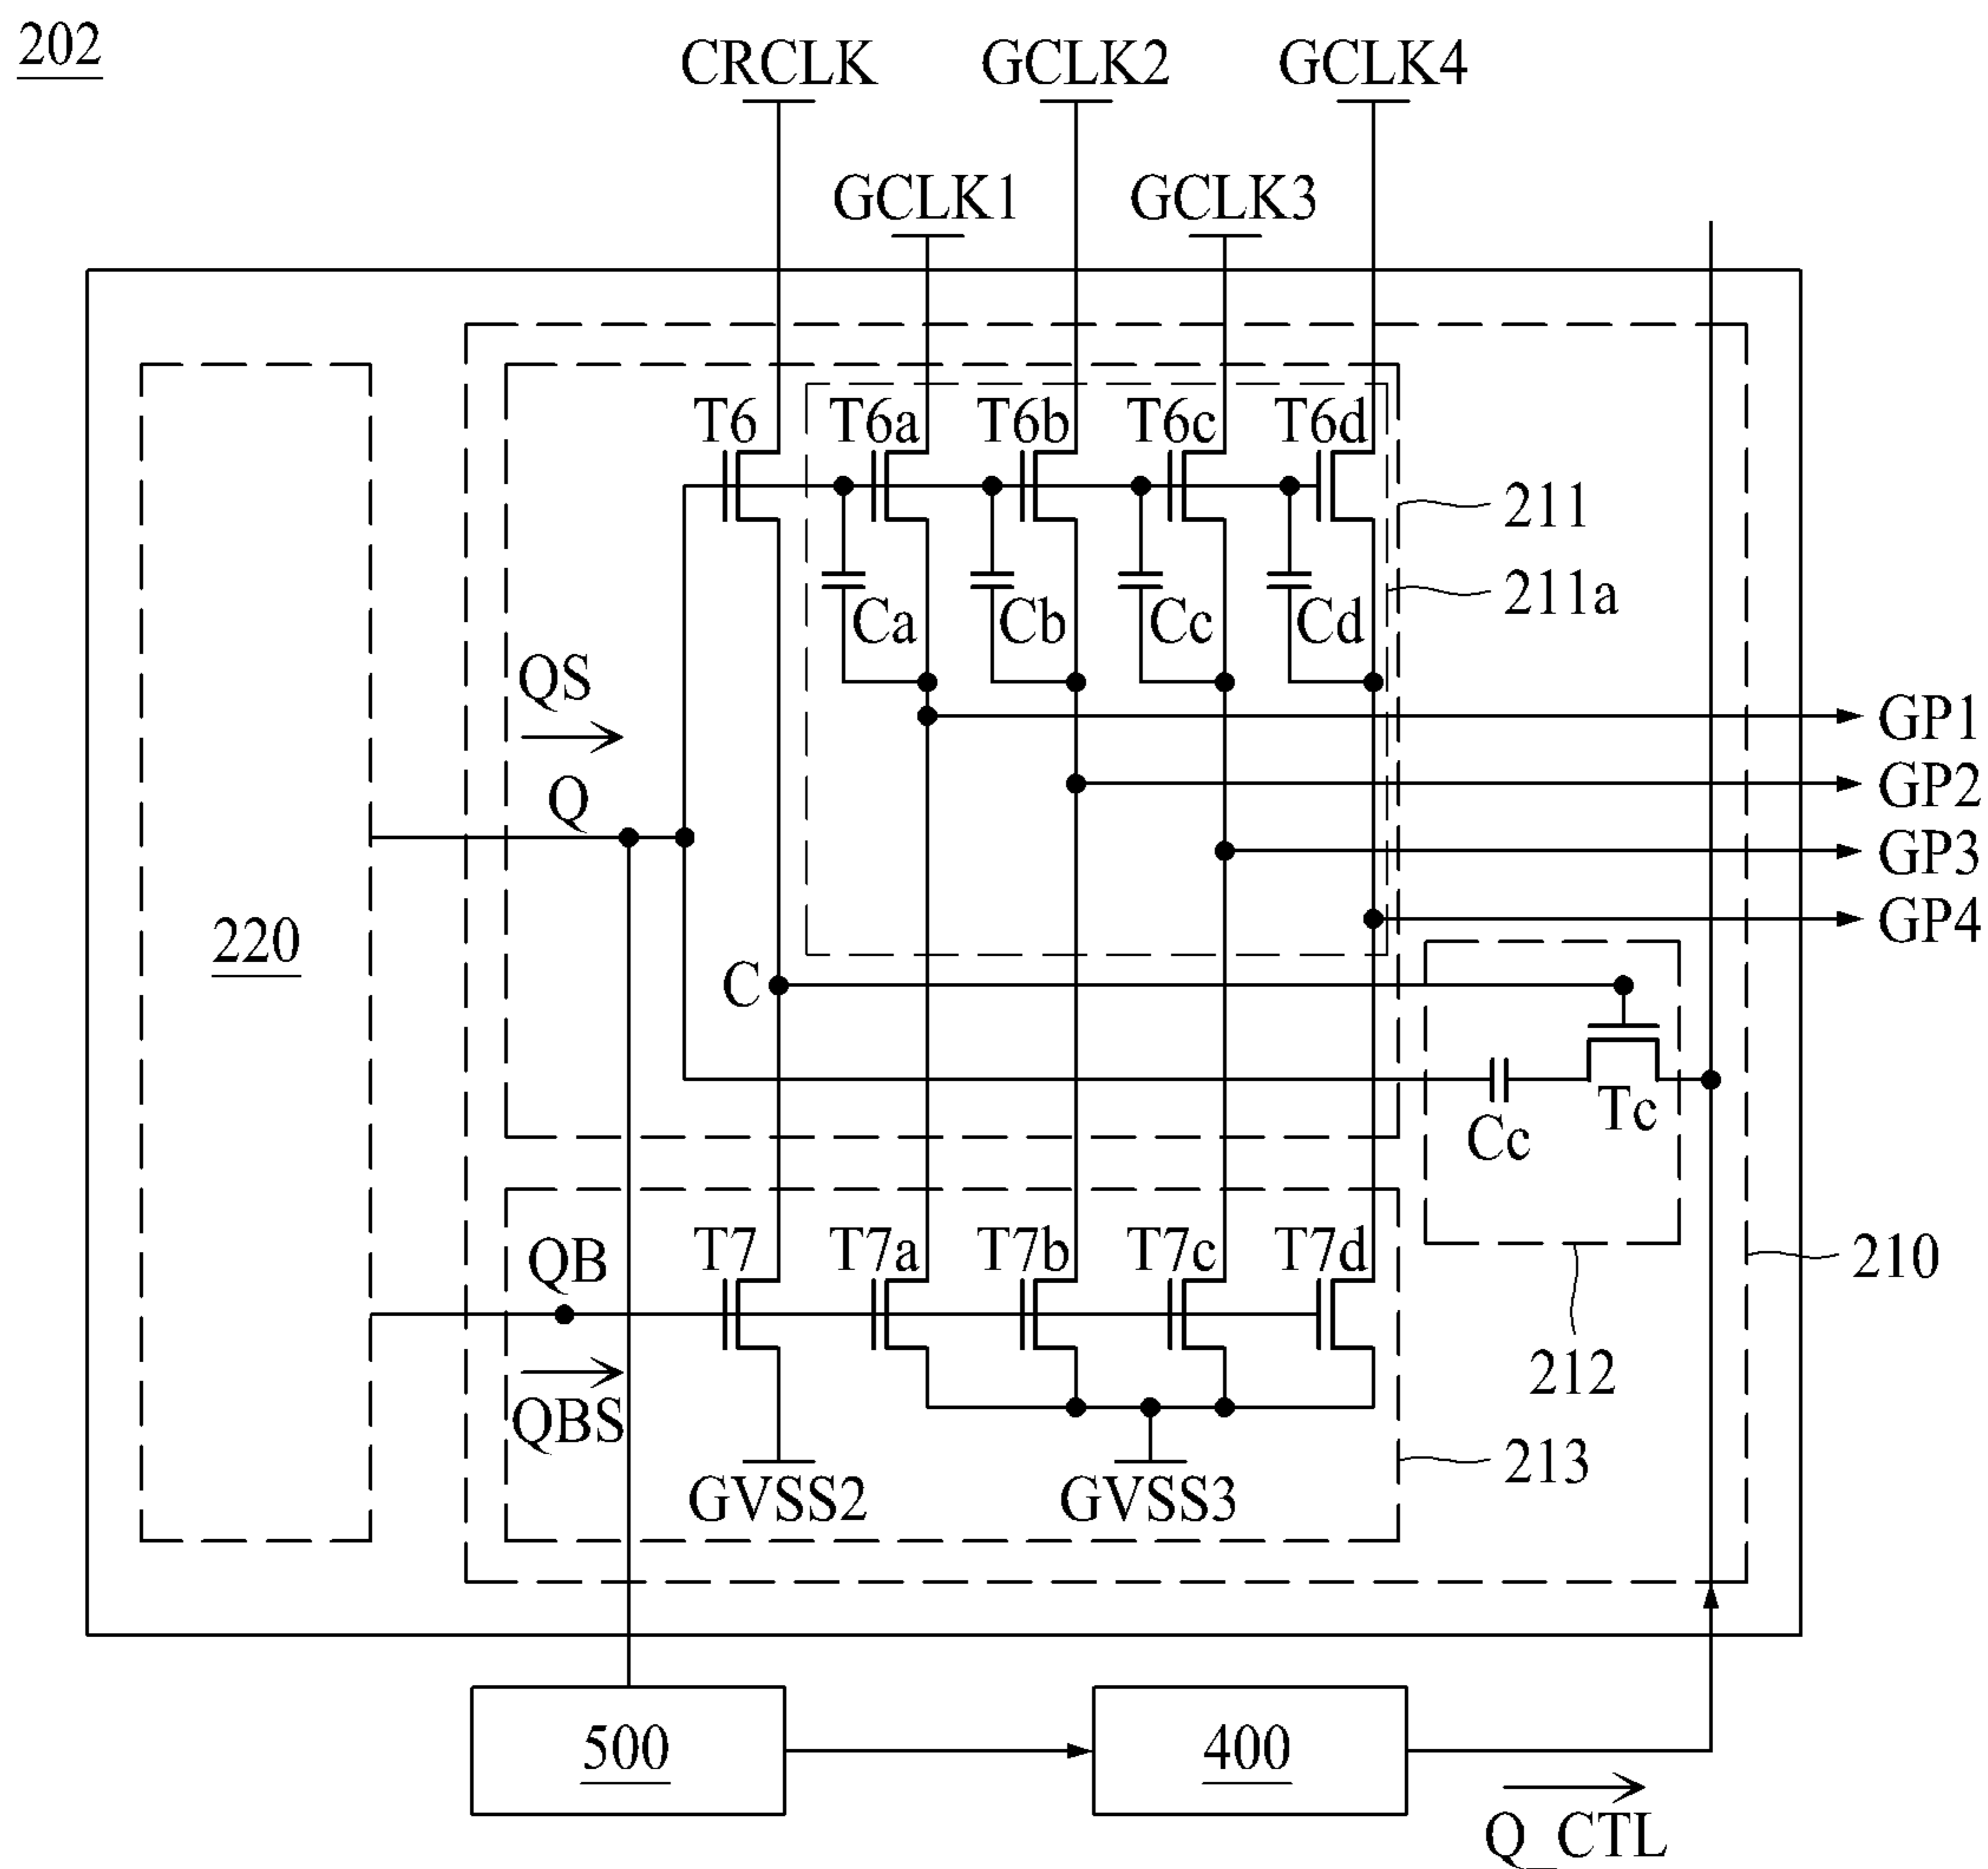 202
CRCLK
GCLK2
GCLK4
GCLK1
GCLK3
T6
T6a
T6b
T6c
T6d
211
211a
Ca
Cb
Cc
Cd
QS
Q
GP1
GP2
GP3
GP4
220
C
Tc
Cc
T7
T7a
T7b
T7c
T7d
QB
210
212
QBS
213
GVSS2
GVSS3
500
400
Q_CTL